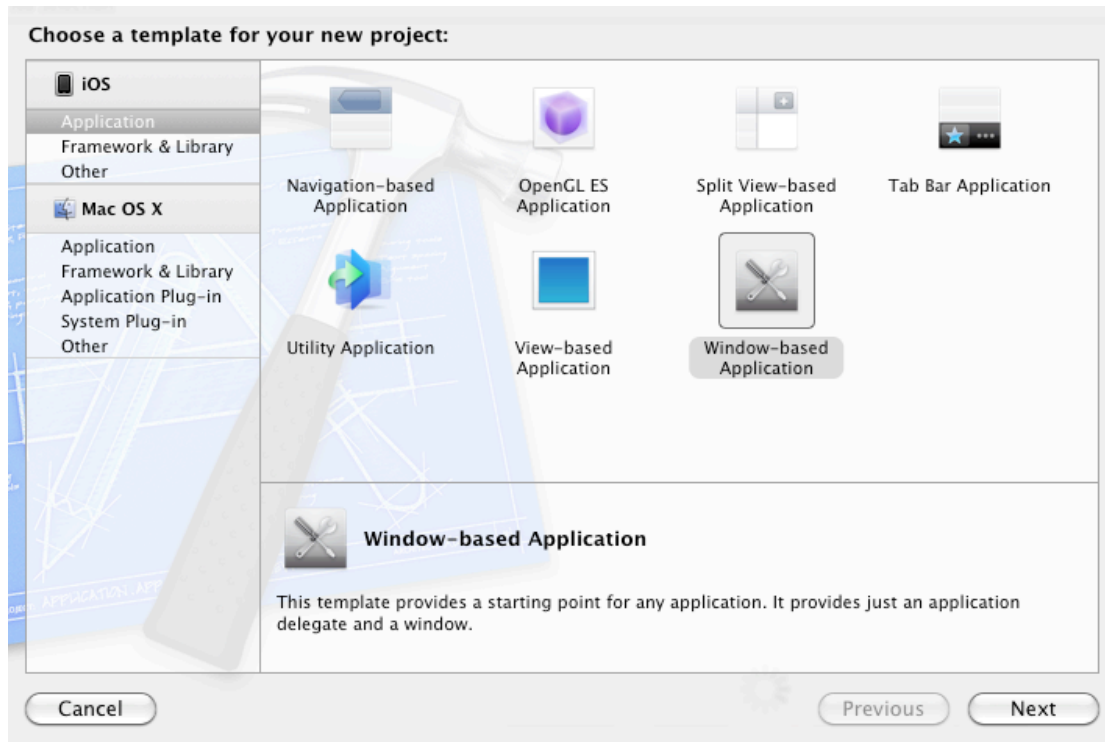 Choose a template for your new project:
iOS
Application
Framework & Library
Other
Mac OS X
Application
Framework & Library
Application Plug-in
System Plug-in
Other
Navigation-based
Application
OpenGL ES
Application
Split View-based
Application
Tab Bar Application
Utility Application
View-based
Application
Window-based
Application
Window-based Application
This template provides a starting point for any application. It provides just an application
delegate and a window.
Cancel
Previous
Next